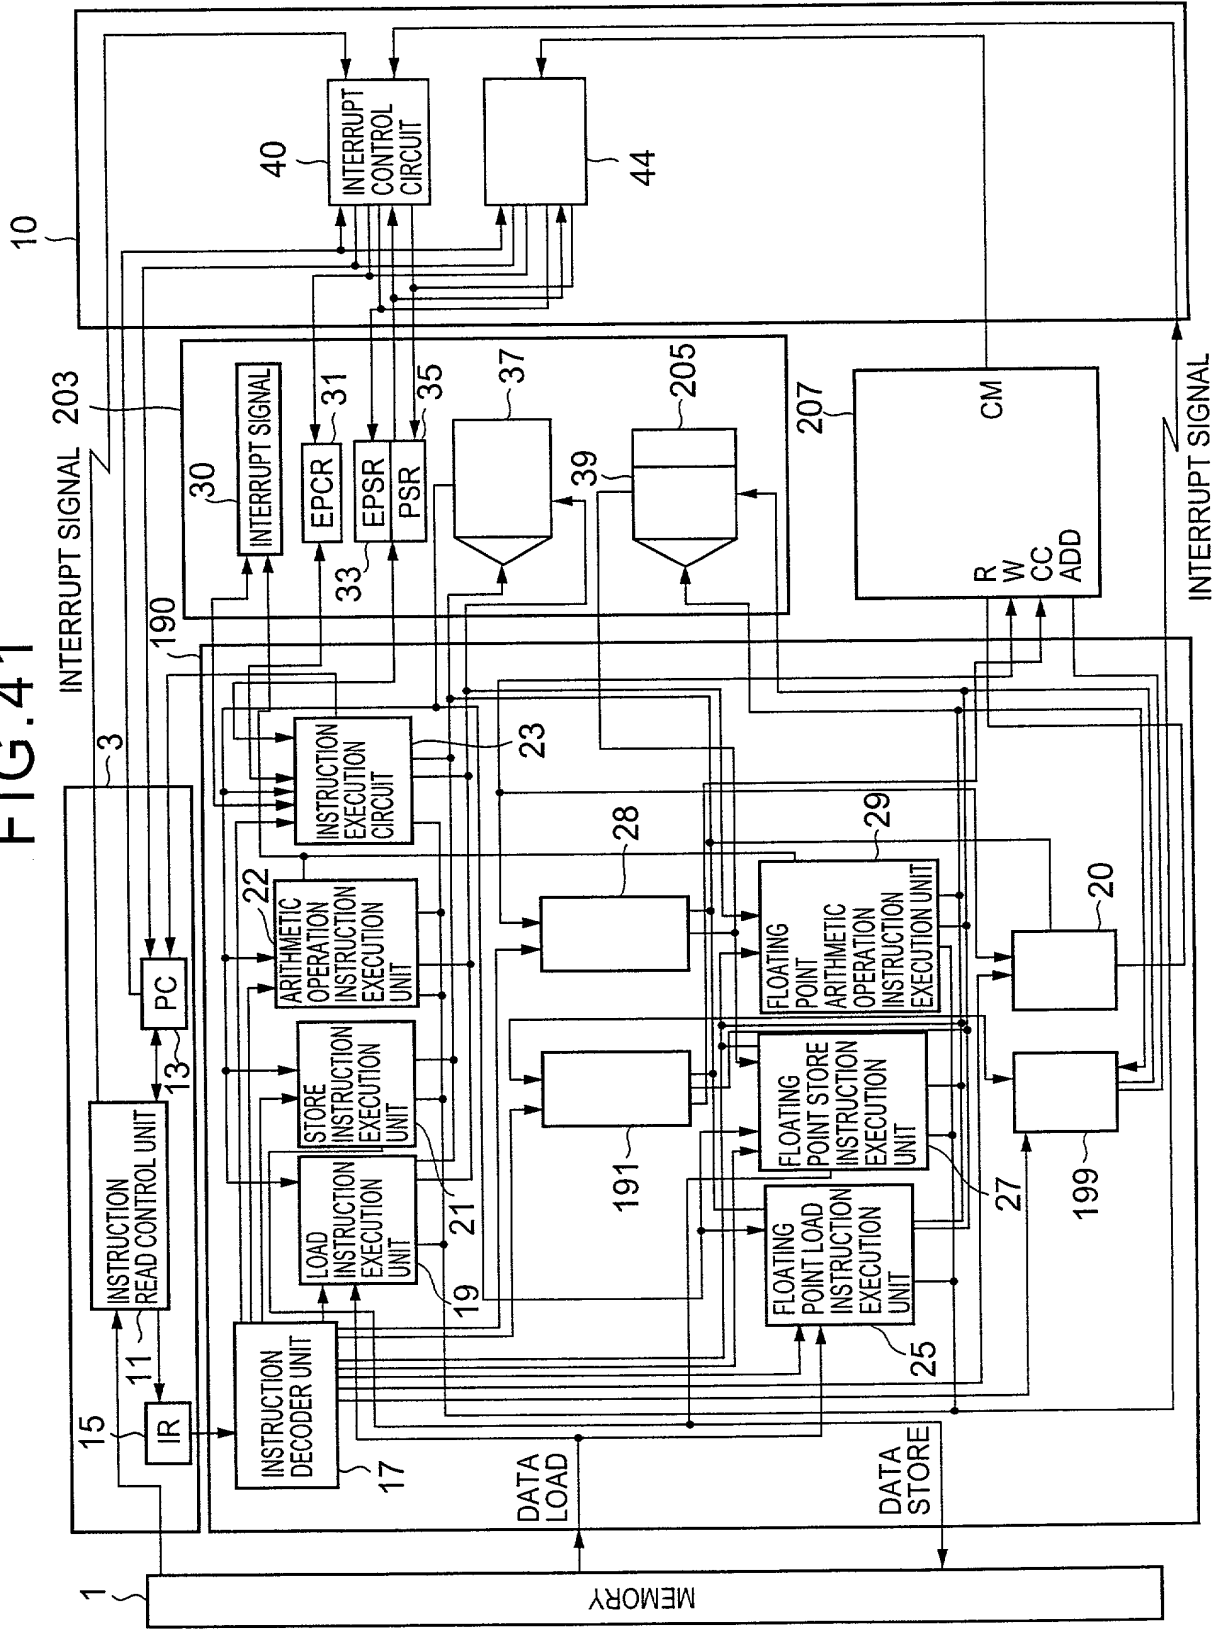 FIG.41
INTERRUPT SIGNAL
203
10
190
3
1
MEMORY
15
IR
11
INSTRUCTION
READ CONTROL UNIT
13
PC
INSTRUCTION
DECODER UNIT
17
LOAD
INSTRUCTION
EXECUTION
UNIT
19
STORE
INSTRUCTION
EXECUTION
UNIT
21
22
ARITHMETIC
OPERATION
INSTRUCTION
EXECUTION
UNIT
INSTRUCTION
EXECUTION
CIRCUIT
23
30
INTERRUPT SIGNAL
EPCR
31
33
EPSR
PSR
35
37
39
205
40
INTERRUPT
CONTROL
CIRCUIT
44
191
28
FLOATING
POINT LOAD
INSTRUCTION
EXECUTION
UNIT
25
FLOATING
POINT STORE
INSTRUCTION
EXECUTION
UNIT
27
FLOATING
POINT
ARITHMETIC
OPERATION
INSTRUCTION
EXECUTION UNIT
29
199
20
207
R
W
CC
ADD
CM
DATA
LOAD
DATA
STORE
INTERRUPT SIGNAL